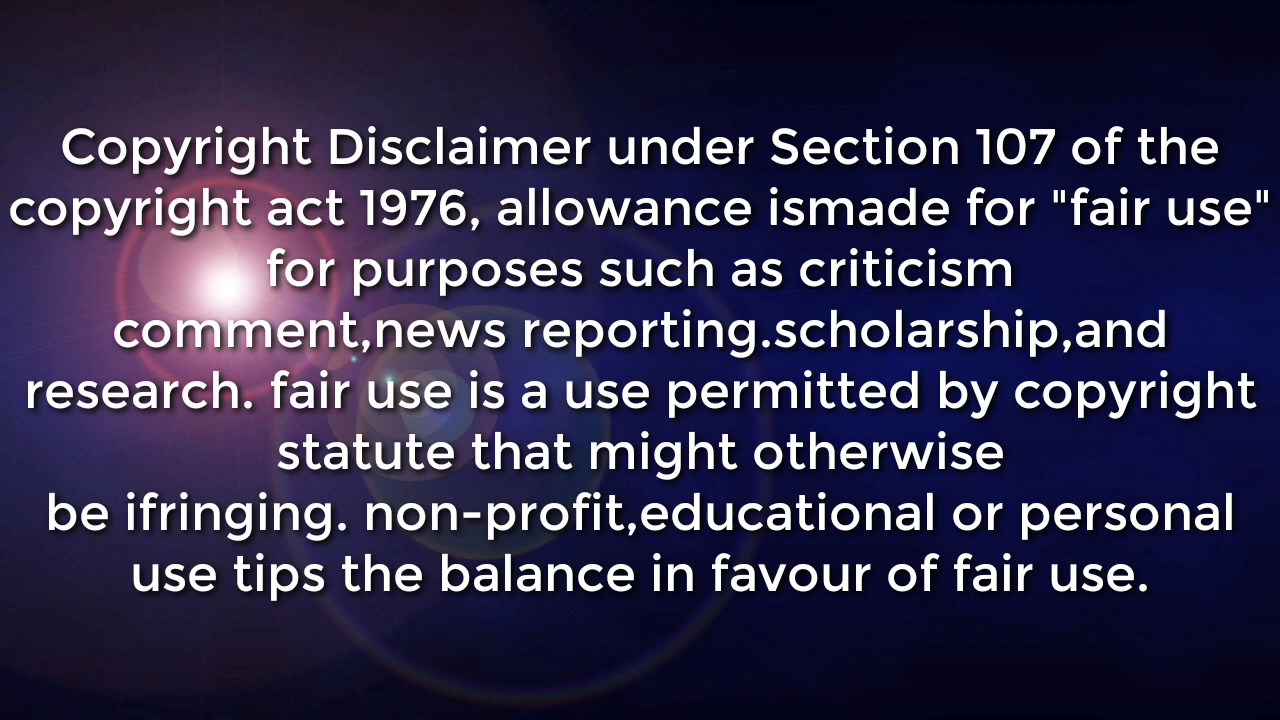 Copyright Disclaimer under Section 107 of the
copyright act 1976, allowance ismade for "fair use"
for purposes such as criticism
comment,news reporting.scholarship,and
research. fair use is a use permitted by copyright
statute that might otherwise
be ifringing. non-profit,educational or personal
use tips the balance in favour of fair use.